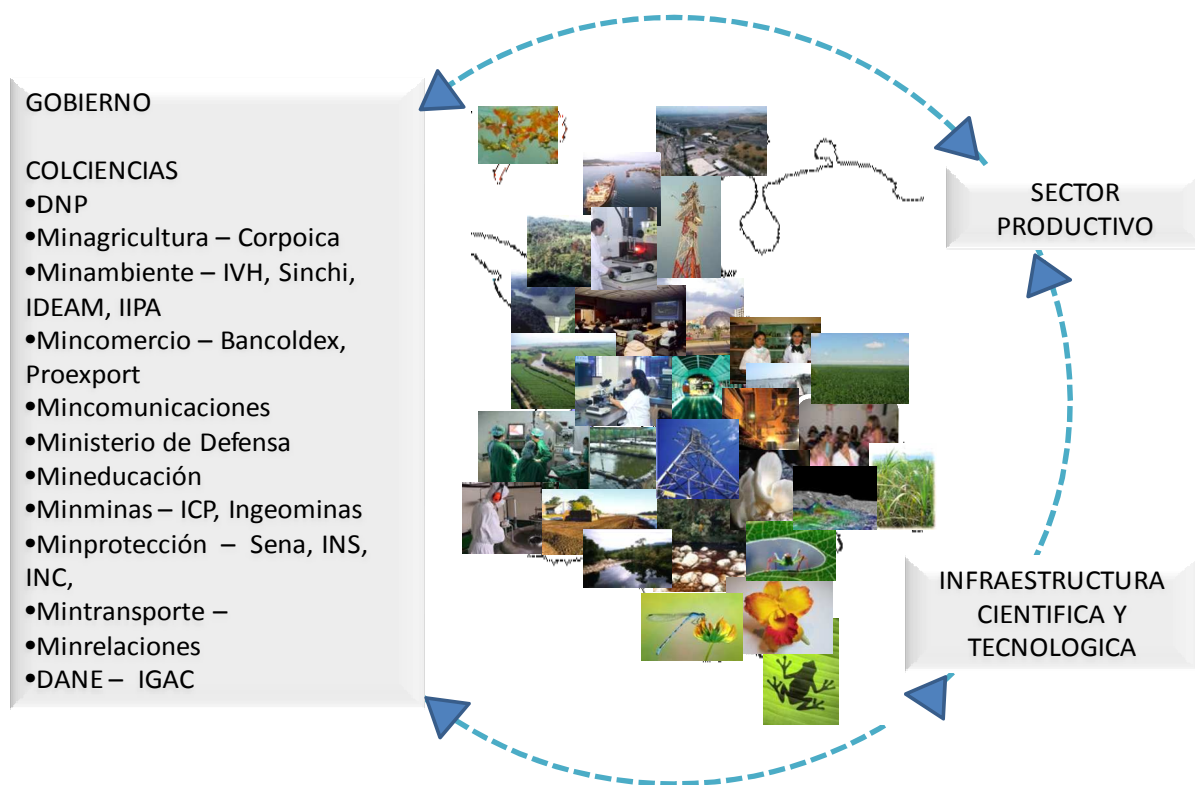 GOBIERNO
COLCIENCIAS
•DNP
•Minagricultura – Corpoica
•Minambiente – IVH, Sinchi,
IDEAM, IIPA
•Mincomercio – Bancoldex,
Proexport
•Mincomunicaciones
•Ministerio de Defensa
•Mineducación
•Minminas – ICP, Ingeominas
•Minprotección – Sena, INS,
INC,
•Mintransporte –
•Minrelaciones
•DANE – IGAC
SECTOR
PRODUCTIVO
INFRAESTRUCTURA
CIENTIFICA Y
TECNOLOGICA